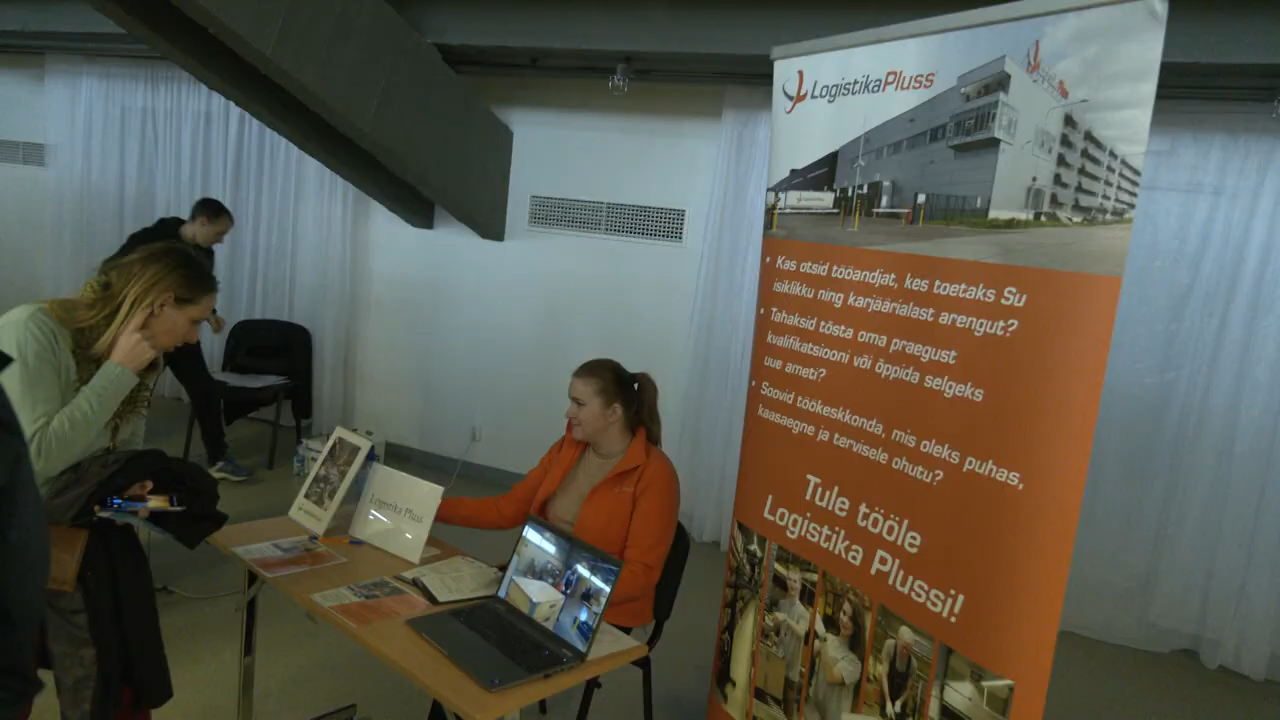 LogistikaPluss
• Kas otsid tööandjat, kes toetaks Su
isiklikku ning karjäärialast arengut?
• Tahaksid tõsta oma praegust
kvalifikatsiooni või õppida selgeks
uue ameti?
• Soovid töökeskkonda, mis oleks puhas,
kaasaegne ja tervisele ohutu?
Tule tööle
Logistika Plussi!
Logistika Pluss